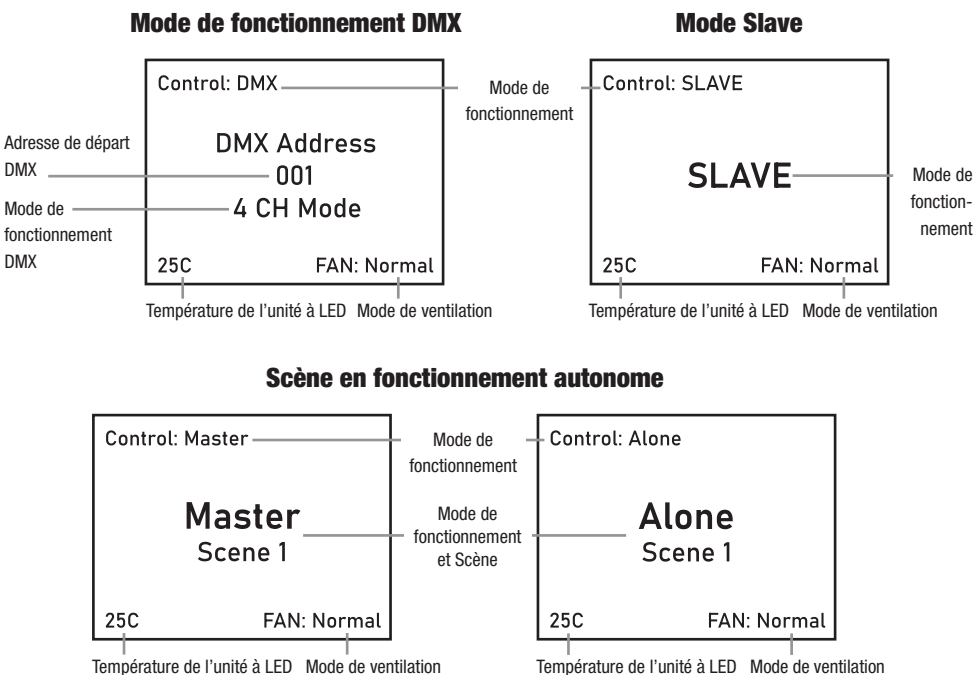 Mode de fonctionnement DMX
Mode Slave
Control: DMX
Mode de
fonctionnement
Control: SLAVE
Adresse de départ
DMX
DMX Address
001
4 CH Mode
Mode de
fonctionnement
DMX
SLAVE
Mode de
fonction-
nement
25C
FAN: Normal
25C
FAN: Normal
Température de l'unité à LED
Mode de ventilation
Température de l'unité à LED
Mode de ventilation
Scène en fonctionnement autonome
Control: Master
Mode de
fonctionnement
Control: Alone
Master
Scene 1
Mode de
fonctionnement
et Scène
Alone
Scene 1
25C
FAN: Normal
25C
FAN: Normal
Température de l'unité à LED
Mode de ventilation
Température de l'unité à LED
Mode de ventilation